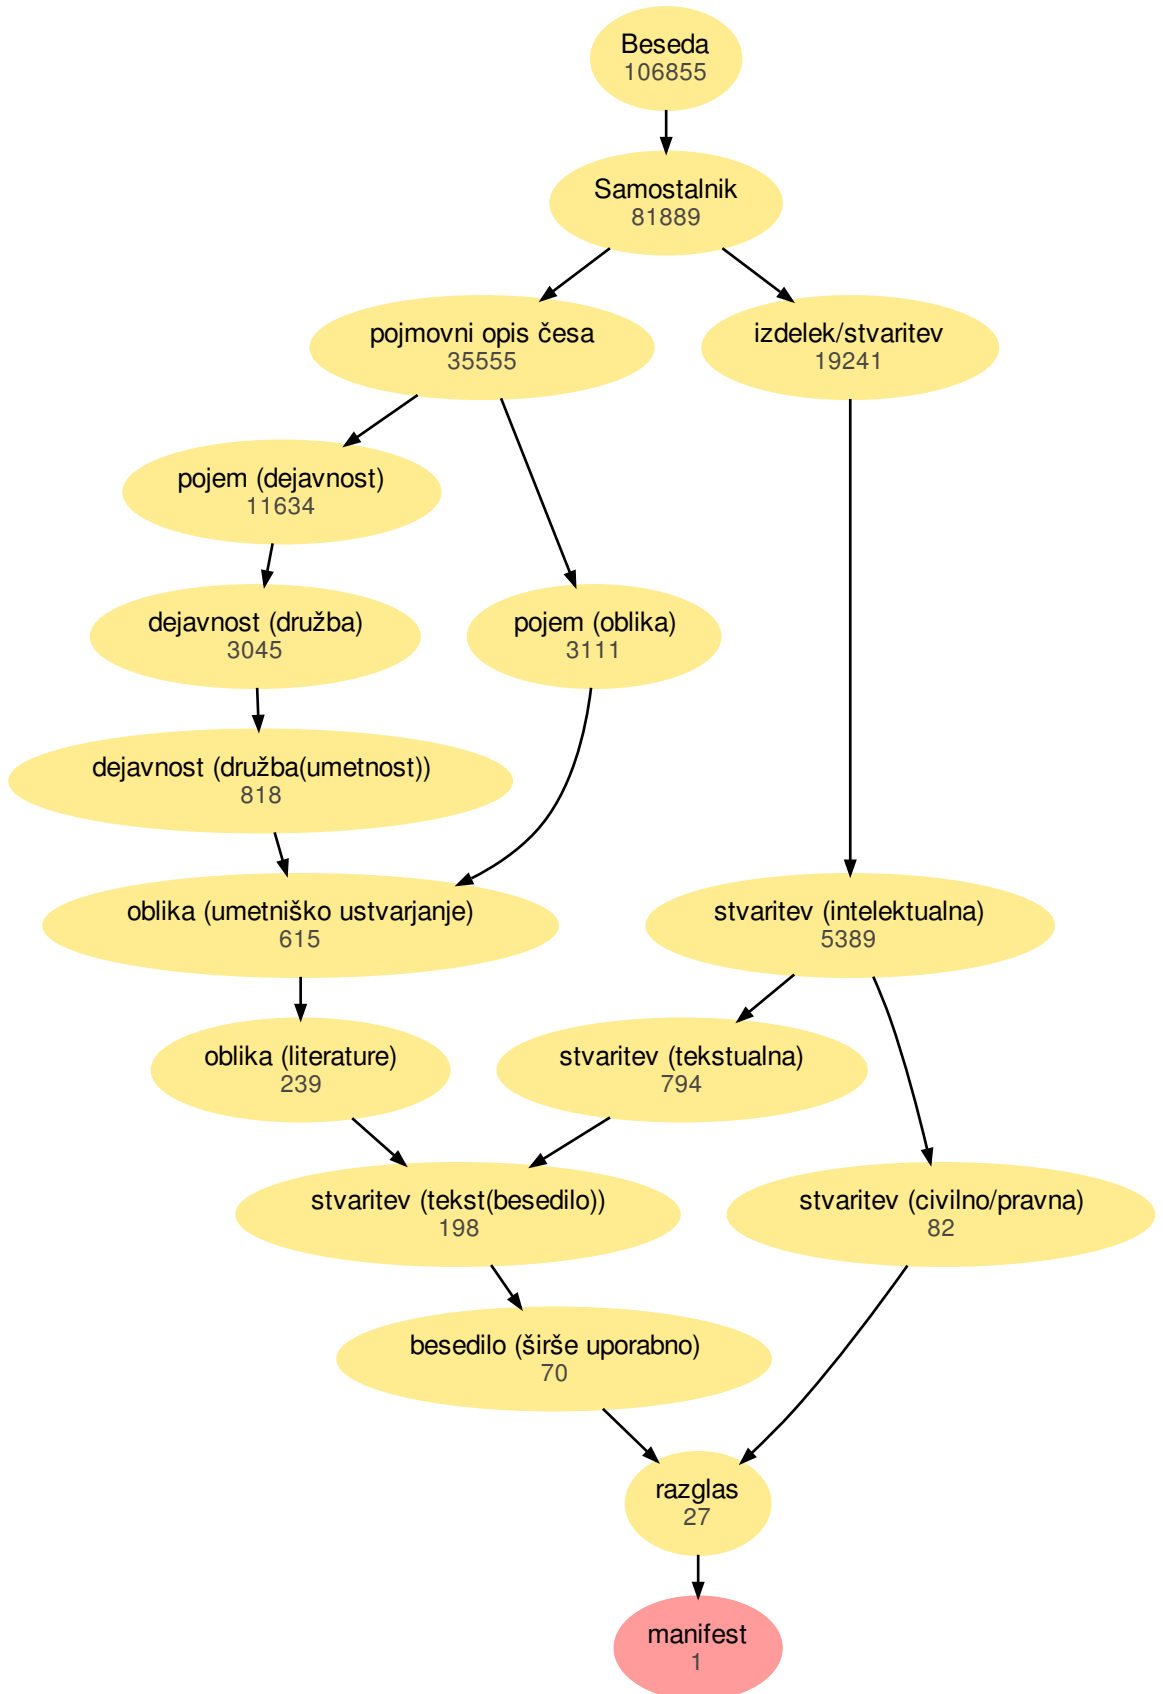 Beseda
106855
Samostalnik
81889
pojmovni opis česa
35555
izdelek/stvaritev
19241
pojem (dejavnost)
11634
dejavnost (družba)
3045
pojem (oblika)
3111
dejavnost (družba(umetnost))
818
oblika (umetniško ustvarjanje)
615
stvaritev (intelektualna)
5389
oblika (literature)
239
stvaritev (tekstualna)
794
stvaritev (tekst(besedilo))
198
stvaritev (civilno/pravna)
82
besedilo (širše uporabno)
70
razglas
27
manifest
1